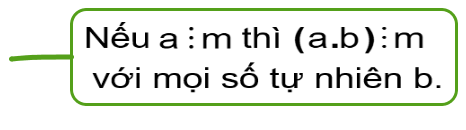 Nếu a ⋮ m thì (a.b) ⋮ m
với mọi số tự nhiên b.